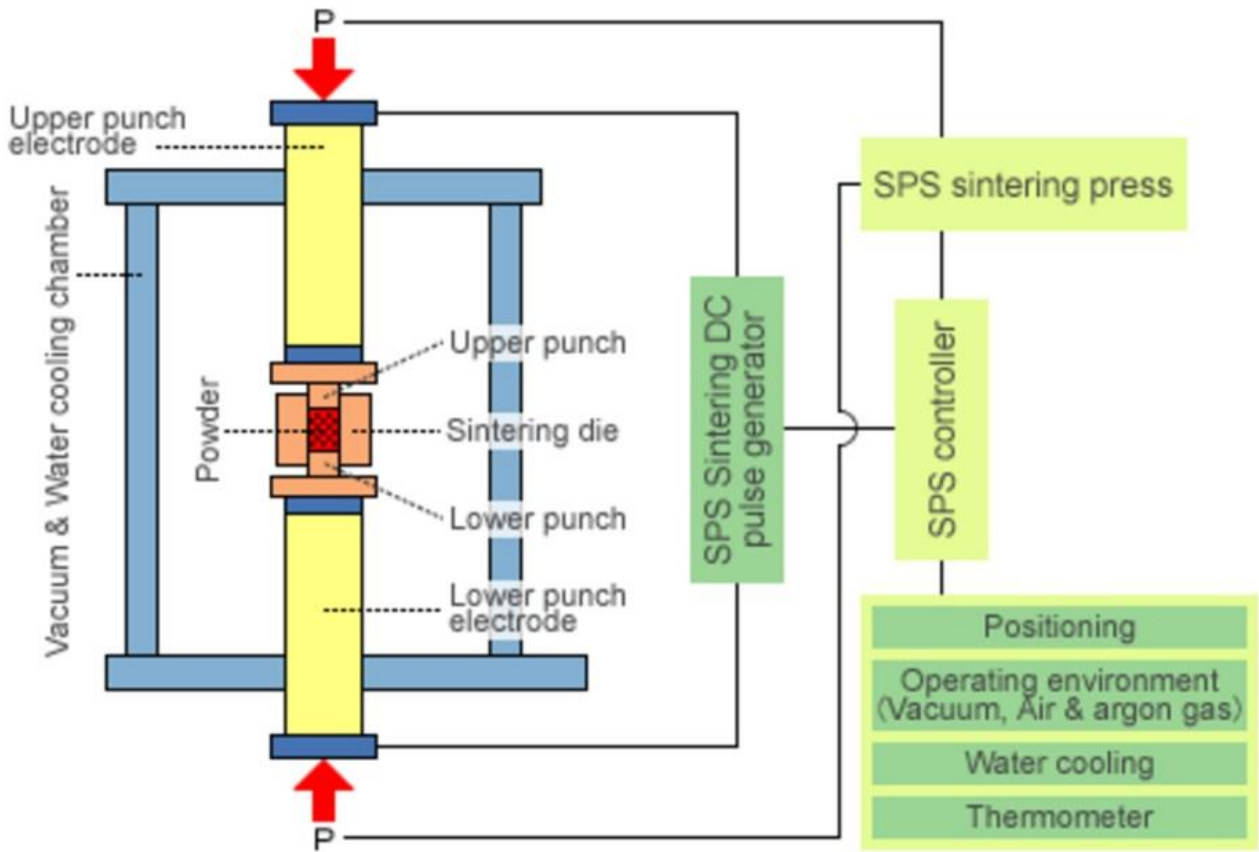 P
Upper punch
electrode
Vacuum & Water cooling chamber
Powder
Upper punch
Sintering die
Lower punch
Lower punch
electrode
P
SPS Sintering DC
pulse generator
SPS sintering press
SPS controller
Positioning
Operating environment
(Vacuum, Air & argon gas)
Water cooling
Thermometer